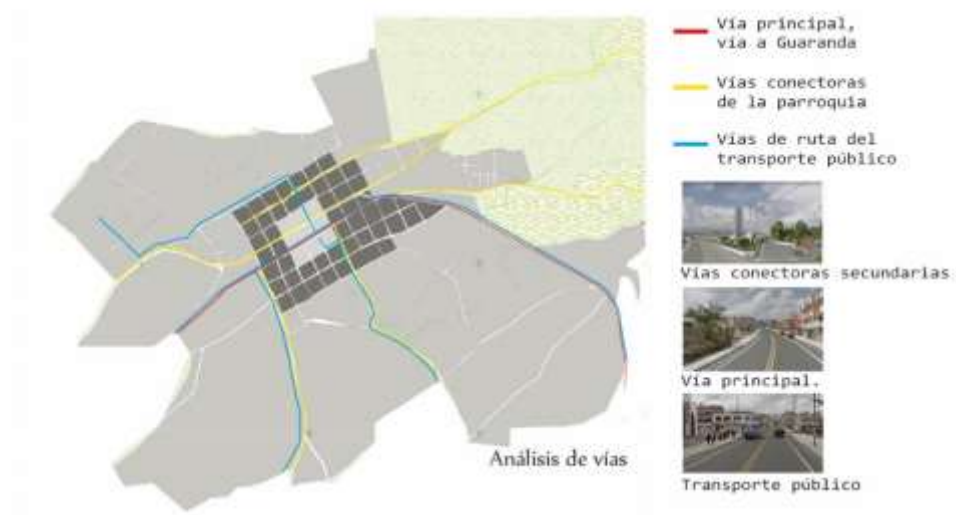 Vía principal,
vía a Guaranda
Vías conectoras
de la parroquia
Vías de ruta del
transporte público
Vías conectoras secundarias
Vía principal.
Transporte público
Análisis de vías